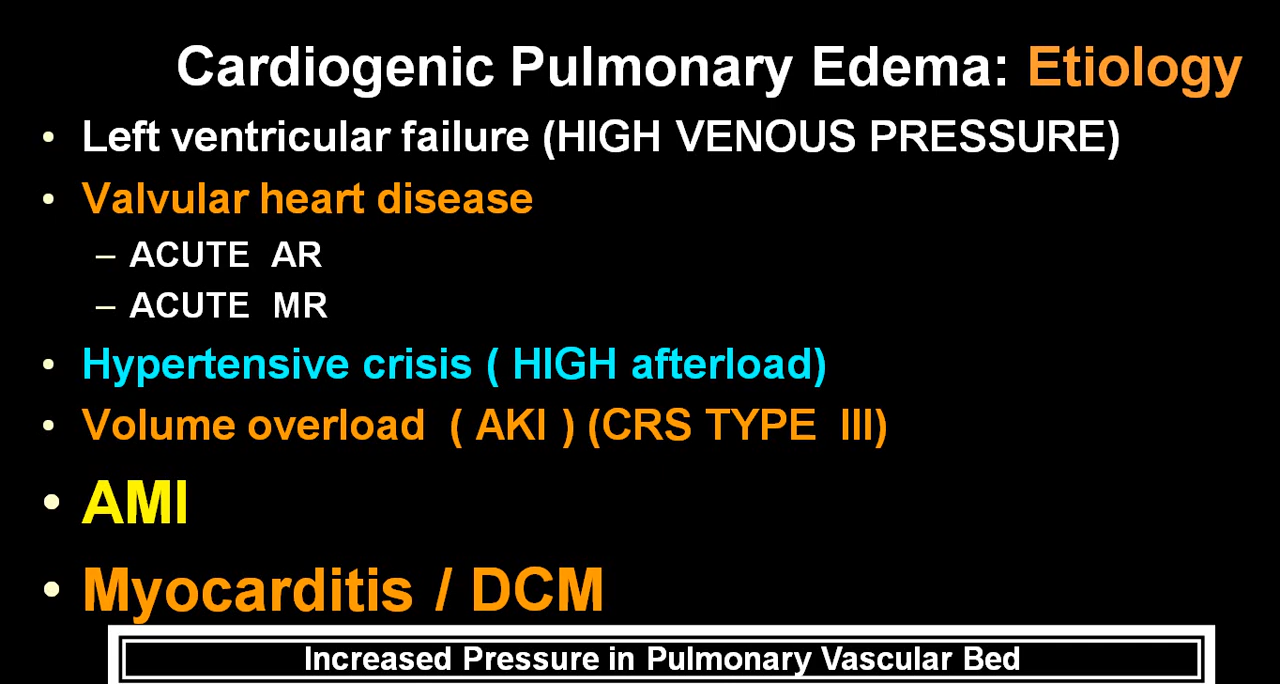 Cardiogenic Pulmonary Edema: Etiology
• Left ventricular failure (HIGH VENOUS PRESSURE)
• Valvular heart disease
– ACUTE AR
– ACUTE MR
• Hypertensive crisis ( HIGH afterload)
• Volume overload ( AKI ) (CRS TYPE III)
• AMI
• Myocarditis / DCM
Increased Pressure in Pulmonary Vascular Bed